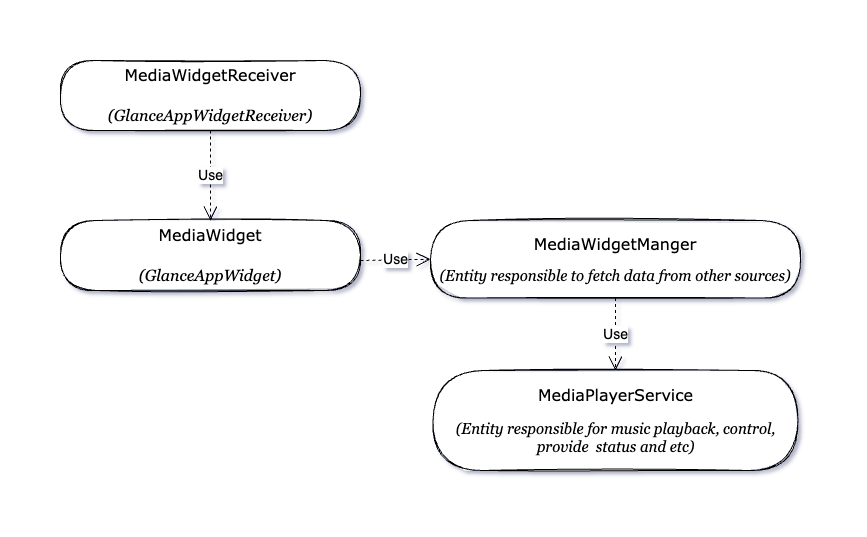 MediaWidgetReceiver
(GlanceAppWidgetReceiver)
Use
MediaWidget
(GlanceAppWidget)
Use
MediaWidgetManger
(Entity responsible to fetch data from other sources)
Use
MediaPlayerService
(Entity responsible for music playback, control,
provide status and etc)